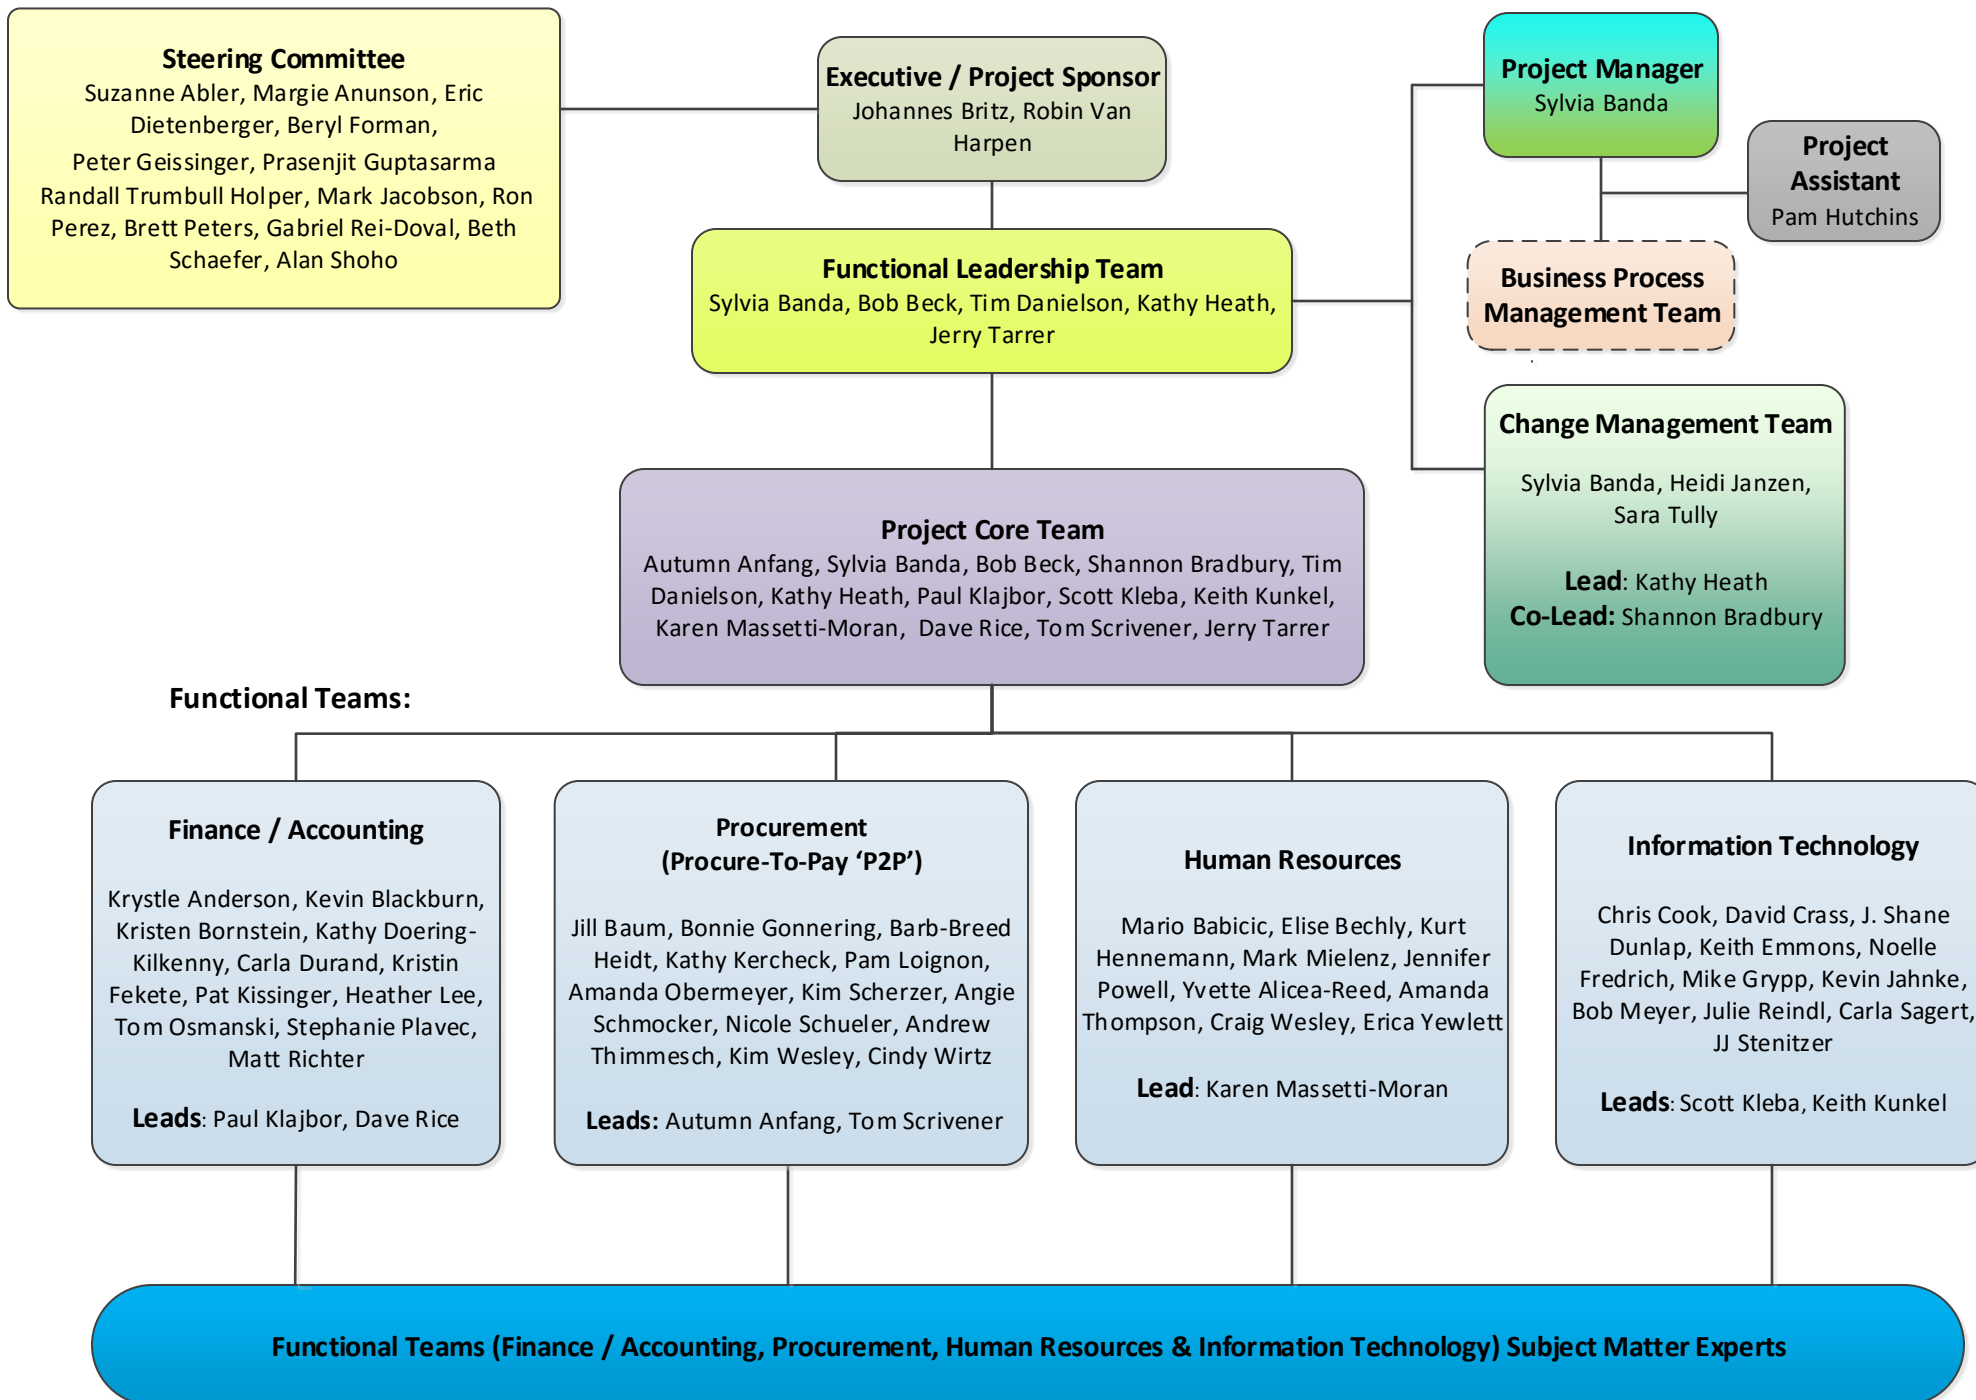 Steering Committee
Suzanne Abler, Margie Anunson, Eric
Dietenberger, Beryl Forman,
Peter Geissinger, Prasenjit Guptasarma
Randall Trumbull Holper, Mark Jacobson, Ron
Perez, Brett Peters, Gabriel Rei-Doval, Beth
Schaefer, Alan Shoho
Executive / Project Sponsor
Johannes Britz, Robin Van
Harpen
Project Manager
Sylvia Banda
Project
Assistant
Pam Hutchins
Functional Leadership Team
Sylvia Banda, Bob Beck, Tim Danielson, Kathy Heath,
Jerry Tarrer
Business Process
Management Team
Change Management Team
Sylvia Banda, Heidi Janzen,
Sara Tully
Lead: Kathy Heath
Co-Lead: Shannon Bradbury
Project Core Team
Autumn Anfang, Sylvia Banda, Bob Beck, Shannon Bradbury, Tim
Danielson, Kathy Heath, Paul Klajbor, Scott Kleba, Keith Kunkel,
Karen Massetti-Moran, Dave Rice, Tom Scrivener, Jerry Tarrer
Functional Teams:
Finance / Accounting
Krystle Anderson, Kevin Blackburn,
Kristen Bornstein, Kathy Doering-
Kilkenny, Carla Durand, Kristin
Fekete, Pat Kissinger, Heather Lee,
Tom Osmanski, Stephanie Plavec,
Matt Richter
Leads: Paul Klajbor, Dave Rice
Procurement
(Procure-To-Pay ‘P2P’)
Jill Baum, Bonnie Gonnering, Barb-Breed
Heidt, Kathy Kercheck, Pam Loignon,
Amanda Obermeyer, Kim Scherzer, Angie
Schmocker, Nicole Schueler, Andrew
Thimmesch, Kim Wesley, Cindy Wirtz
Leads: Autumn Anfang, Tom Scrivener
Human Resources
Mario Babicic, Elise Bechly, Kurt
Hennemann, Mark Mielenz, Jennifer
Powell, Yvette Alicea-Reed, Amanda
Thompson, Craig Wesley, Erica Yewlett
Lead: Karen Massetti-Moran
Information Technology
Chris Cook, David Crass, J. Shane
Dunlap, Keith Emmons, Noelle
Fredrich, Mike Grypp, Kevin Jahnke,
Bob Meyer, Julie Reindl, Carla Sagert,
JJ Stenitzer
Leads: Scott Kleba, Keith Kunkel
Functional Teams (Finance / Accounting, Procurement, Human Resources & Information Technology) Subject Matter Experts